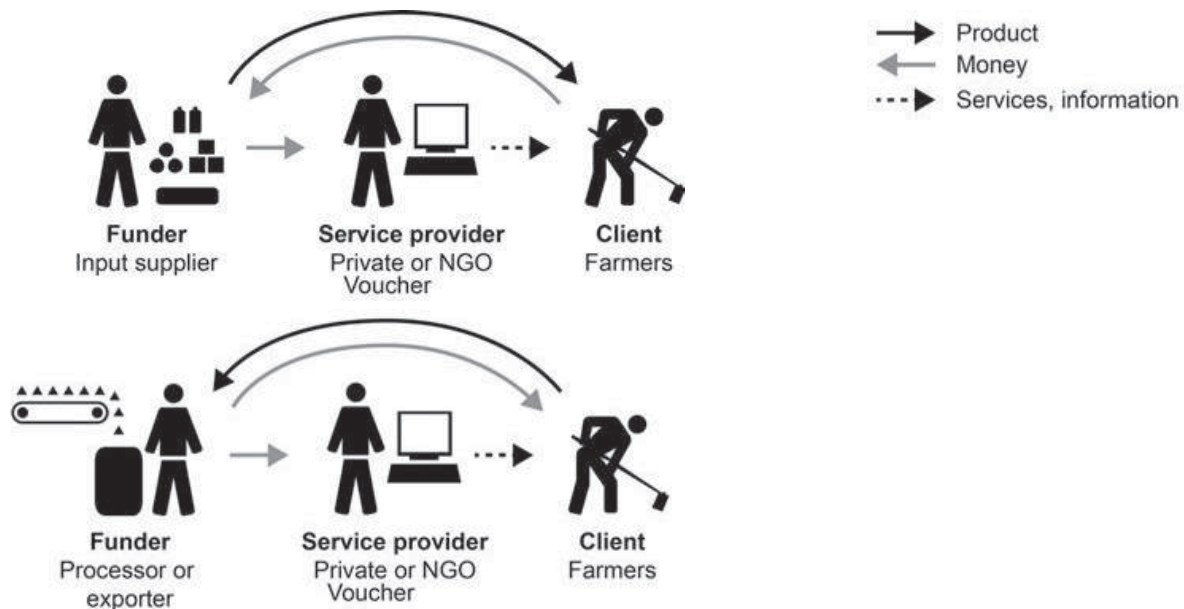 Product
Money
Services, information
Funder
Input supplier
Service provider
Private or NGO
Voucher
Client
Farmers
Funder
Processor or
exporter
Service provider
Private or NGO
Voucher
Client
Farmers